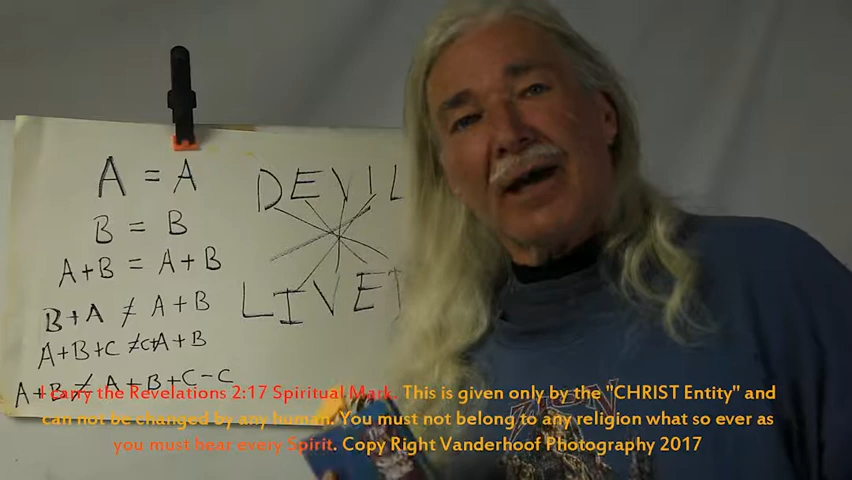 A = A
B = B
A+B = A+B
B+A ≠ A+B
A+B+C ≠ C+A+B
A+B ≠ A+B+C-C
DEVIL
LIVE
I carry the Revelations 2:17 Spiritual Mark. This is given only by the "CHRIST Entity" and
can not be changed by any human. You must not belong to any religion what so ever as
you must bear every Spirit. Copy Right Vanderhoof Photography 2017